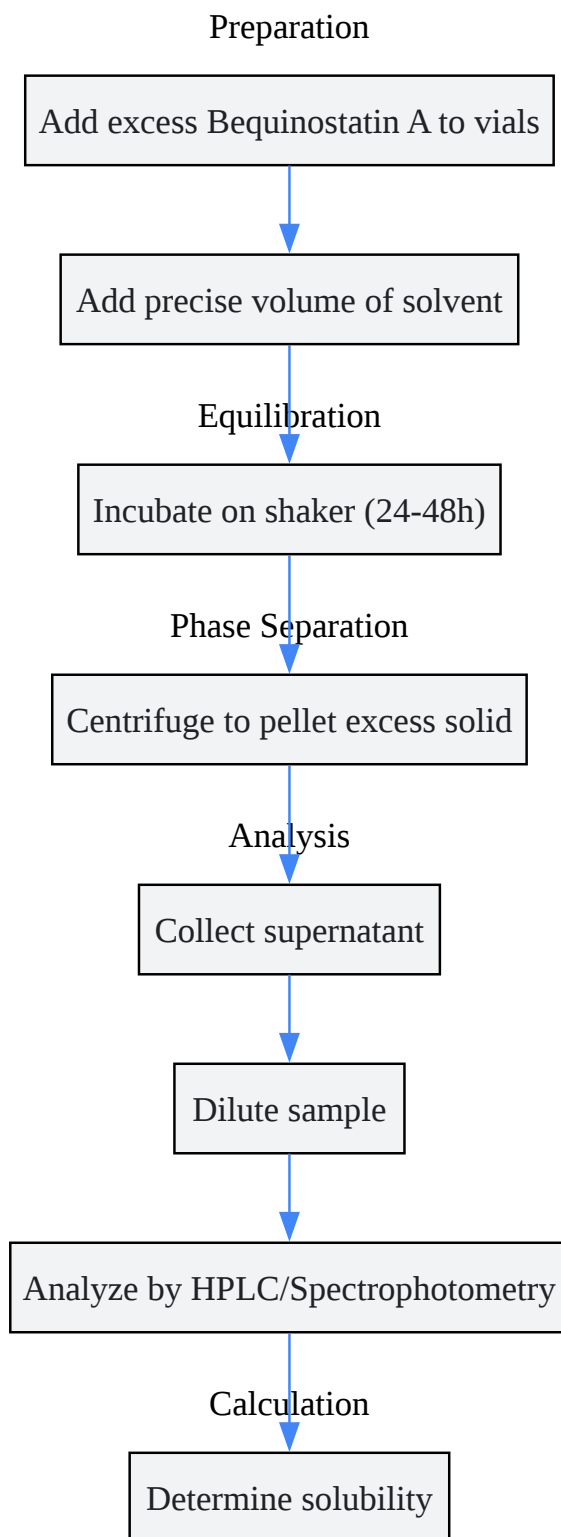 Preparation
Add excess Bequinostatin A to vials
Add precise volume of solvent
Equilibration
Incubate on shaker (24-48h)
Phase Separation
Centrifuge to pellet excess solid
Analysis
Collect supernatant
Dilute sample
Analyze by HPLC/Spectrophotometry
Calculation
Determine solubility